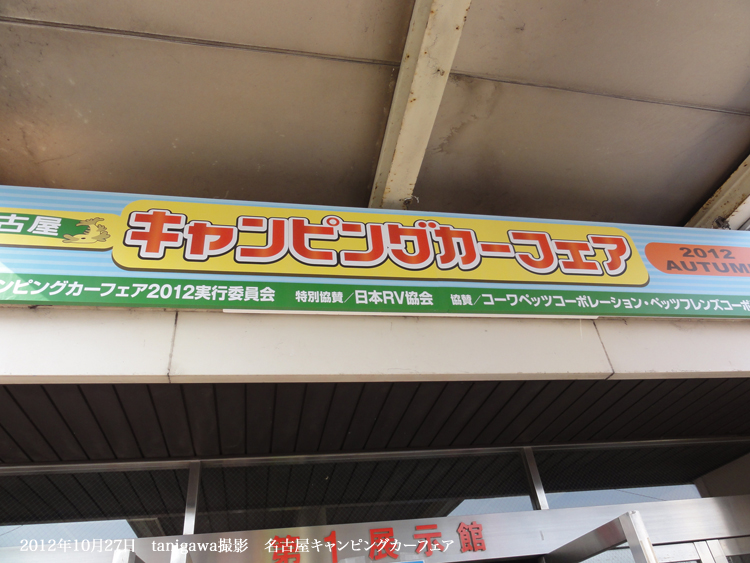 古屋
キャンピングカーフェア
2012
AUTUM
ンピングカーフェア2012実行委員会　特別協賛／日本RV協会　協賛／コーワペッツコーポレーション・ペッツフレンズコーポ
第1展示館
2012年10月27日　tanigawa撮影　名古屋キャンピングカーフェア